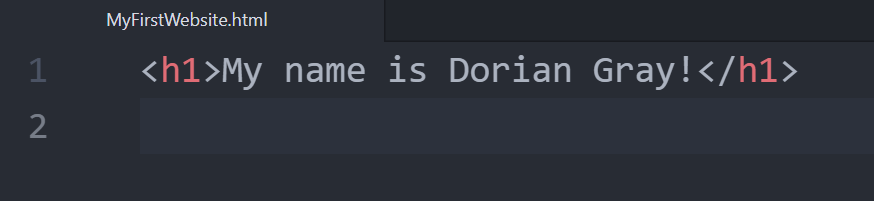 MyFirstWebsite.html
1 <h1>My name is Dorian Gray!</h1>
2